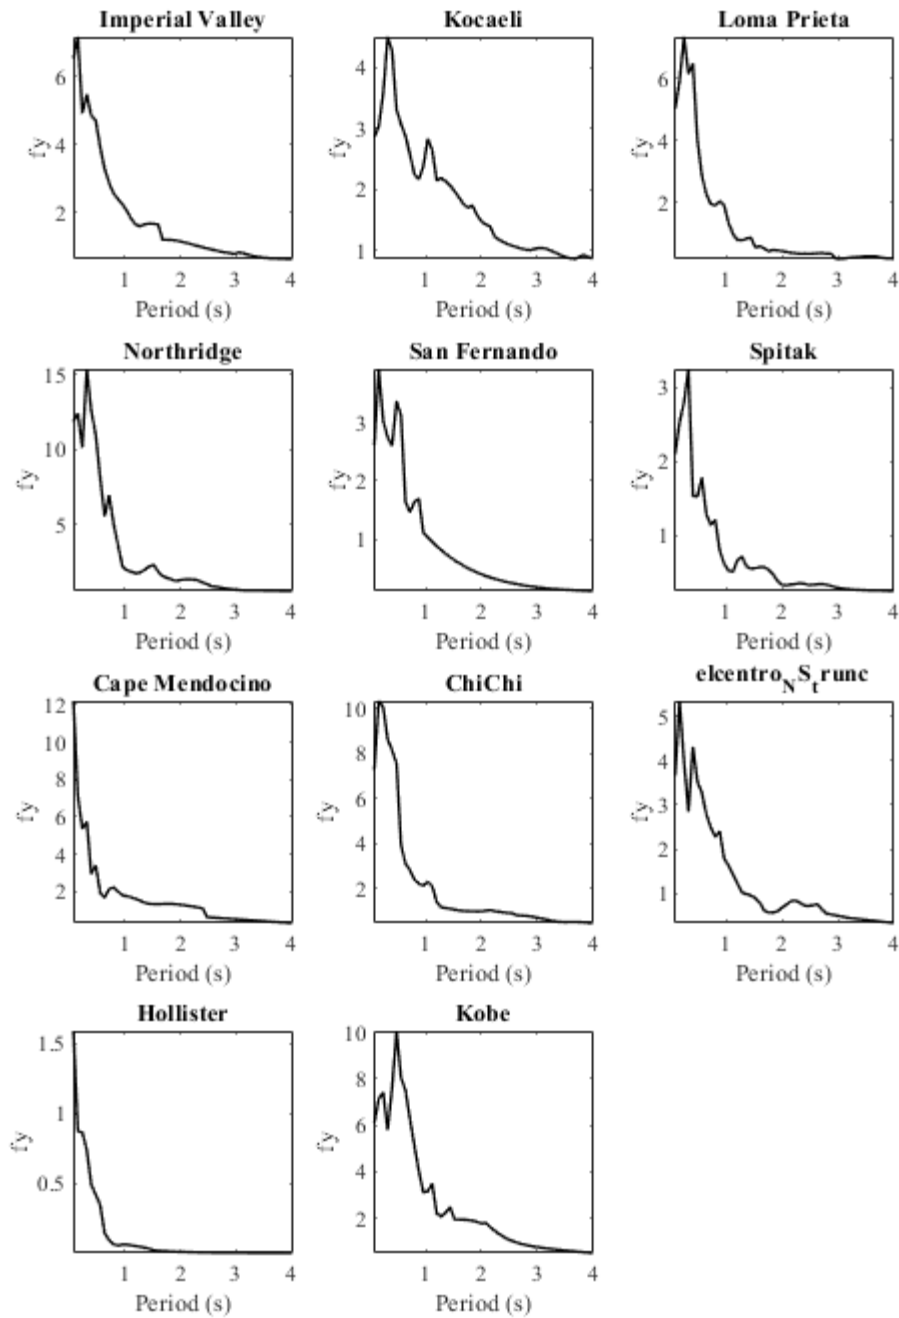 Imperial Valley
6
4
2
fy
1 2 3 4
Period (s)
Kocaeli
4
3
2
1
fy
1 2 3 4
Period (s)
Loma Prieta
6
4
2
fy
1 2 3 4
Period (s)
Northridge
15
10
5
fy
1 2 3 4
Period (s)
San Fernando
3
2
1
fy
1 2 3 4
Period (s)
Spitak
3
2
1
fy
1 2 3 4
Period (s)
Cape Mendocino
12
10
8
6
4
2
fy
1 2 3 4
Period (s)
ChiChi
10
8
6
4
2
fy
1 2 3 4
Period (s)
elcentroNStrunc
5
4
3
2
1
fy
1 2 3 4
Period (s)
Hollister
1.5
1
0.5
fy
1 2 3 4
Period (s)
Kobe
10
8
6
4
2
fy
1 2 3 4
Period (s)